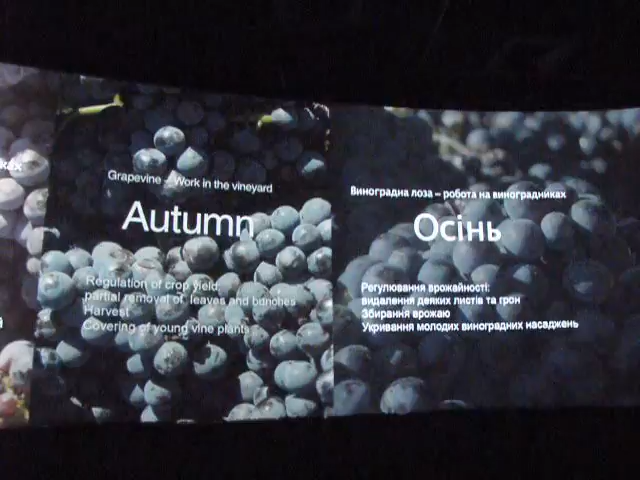 ках
Grapevine - Work in the vineyard
Autumn
Regulation of crop yield:
partial removal of leaves and bunches
Harvest
Covering of young vine plants
Виноградна лоза – робота на виноградниках
Осінь
Регулювання врожайності:
видалення деяких листів та грон
Збирання врожаю
Укривання молодих виноградних насаджень
й